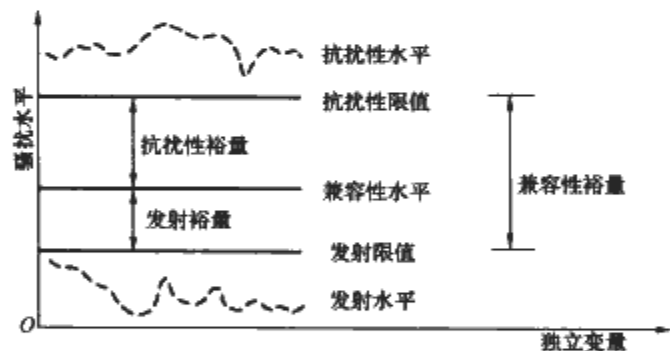 抗扰性水平
抗扰性限值
骚扰水平
抗扰性裕量
兼容性水平
兼容性裕量
发射裕量
发射限值
发射水平
O
独立变量